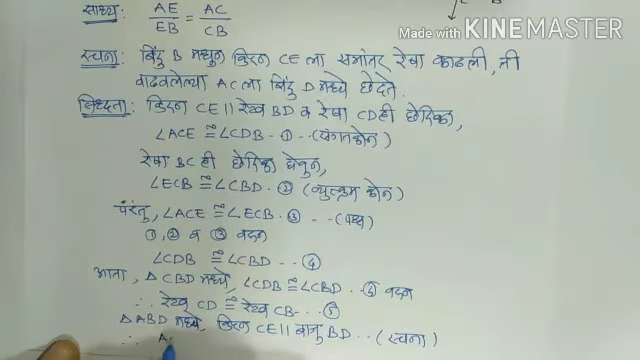 साध्य: AE/EB = AC/CB
Made with KINEMASTER
रचना: बिंदु B मधून किरण CE ला समांतर रेषा काढली, ती
वाढवलेल्या AC ला बिंदु D मध्ये छेदते.
सिध्दता: किरण CE || रेख BD व रेषा CD ही छेदिका,
∠ACE ≅ ∠CDB -- ① -- (संगतकोन)
रेषा BC ही छेदिका घेवुन,
∠ECB ≅ ∠CBD -- ② (व्युत्क्रम कोन)
परंतु, ∠ACE ≅ ∠ECB -- ③ -- (पक्ष)
①, ② व ③ वरून
∠CDB ≅ ∠CBD -- ④
आता, △CBD मध्ये, ∠CDB ≅ ∠CBD -- ④ वरून
∴ रेख CD ≅ रेख CB --- ⑤
△ABD मध्ये, किरण CE || बाजु BD -- (रचना)
∴ A